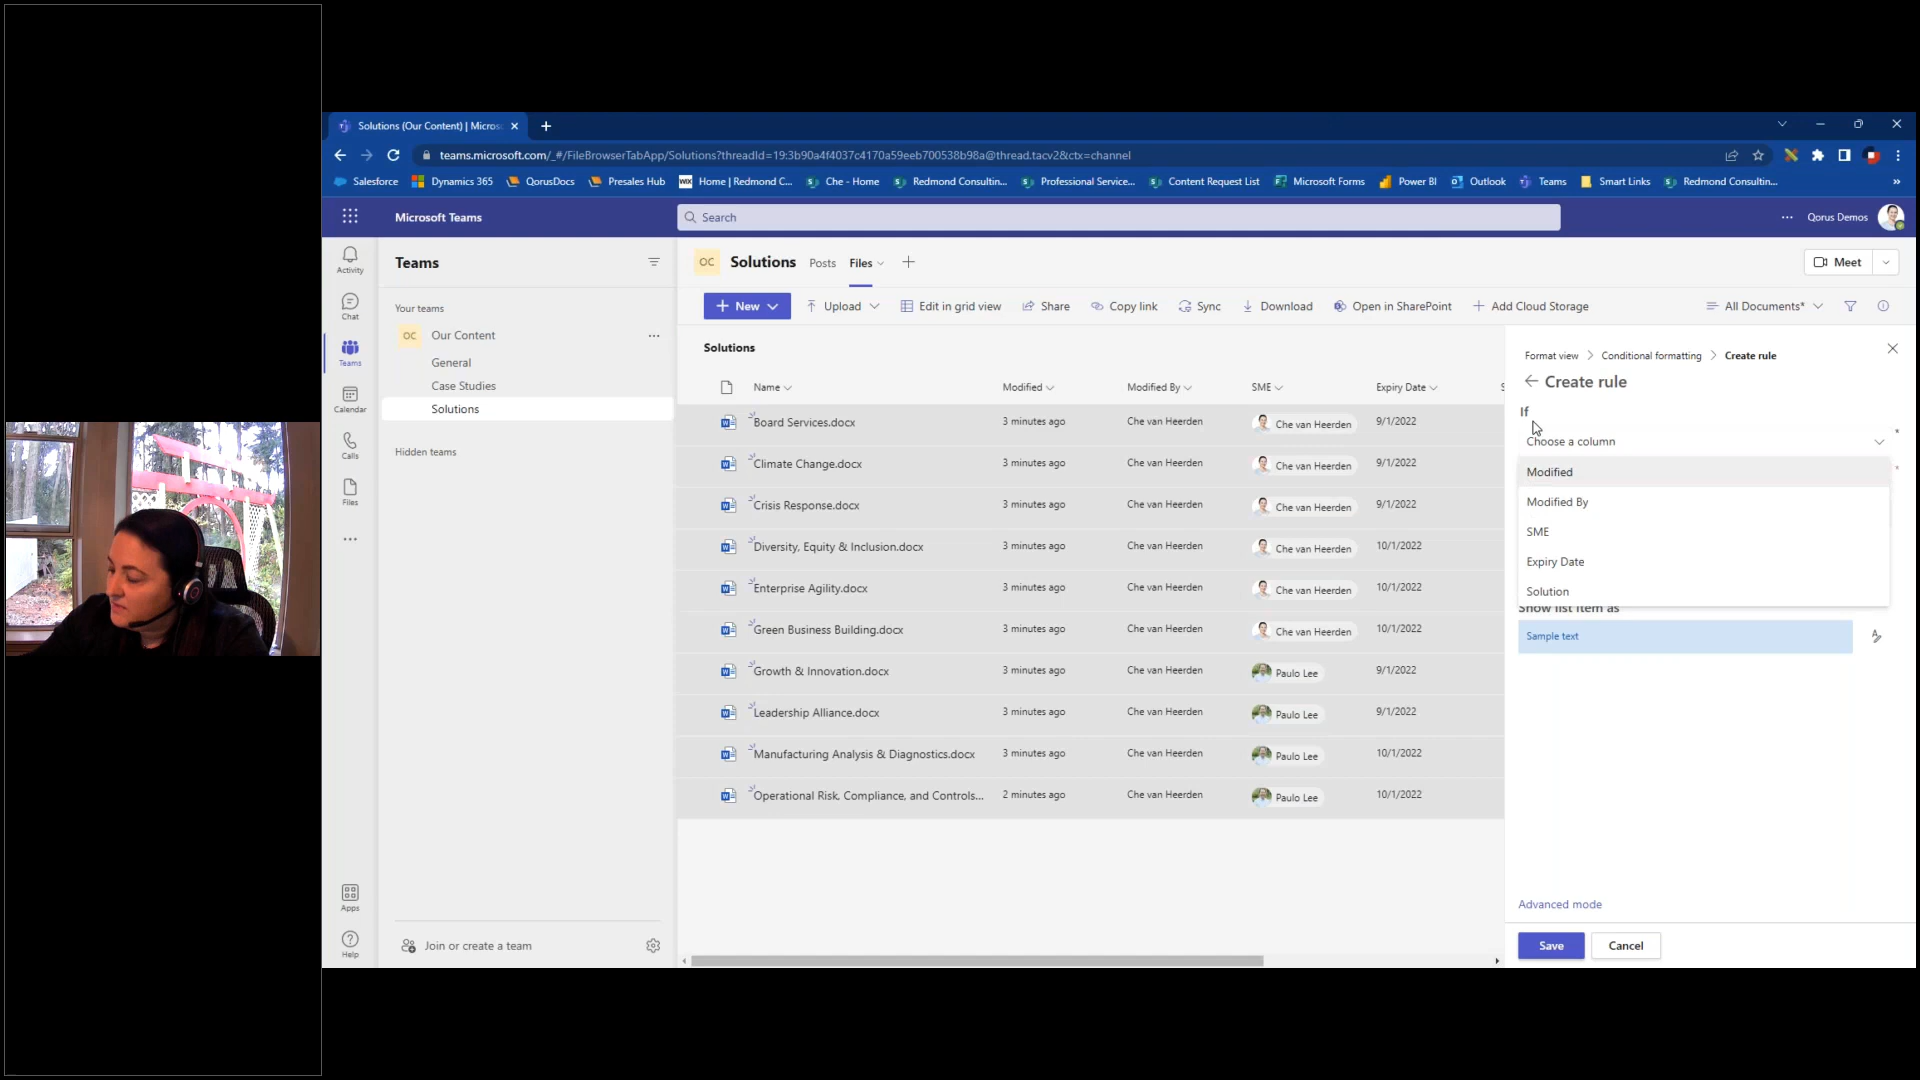 Solutions (Our Content) | Micros
teams.microsoft.com/_#/FileBrowserTabApp/Solutions?threadId=19:3b90a4f4037c4170a59eeb700538b98a@thread.tacv2&ctx=channel
Salesforce Dynamics 365 QorusDocs Presales Hub Home | Redmond C... Che - Home Redmond Consultin... Professional Service... Content Request List Microsoft Forms Power BI Outlook Teams Smart Links Redmond Consultin... »
Microsoft Teams Search Qorus Demos
Activity
Chat
Teams
Calendar
Calls
Files
Apps
Help
Teams
Your teams
OC Our Content
General
Case Studies
Solutions
Hidden teams
Join or create a team
OC Solutions Posts Files Meet
New Upload Edit in grid view Share Copy link Sync Download Open in SharePoint Add Cloud Storage All Documents*
Solutions
Name Modified Modified By SME Expiry Date
Board Services.docx 3 minutes ago Che van Heerden Che van Heerden 9/1/2022
Climate Change.docx 3 minutes ago Che van Heerden Che van Heerden 9/1/2022
Crisis Response.docx 3 minutes ago Che van Heerden Che van Heerden 9/1/2022
Diversity, Equity & Inclusion.docx 3 minutes ago Che van Heerden Che van Heerden 10/1/2022
Enterprise Agility.docx 3 minutes ago Che van Heerden Che van Heerden 10/1/2022
Green Business Building.docx 3 minutes ago Che van Heerden Che van Heerden 10/1/2022
Growth & Innovation.docx 3 minutes ago Che van Heerden Paulo Lee 9/1/2022
Leadership Alliance.docx 3 minutes ago Che van Heerden Paulo Lee 9/1/2022
Manufacturing Analysis & Diagnostics.docx 3 minutes ago Che van Heerden Paulo Lee 10/1/2022
Operational Risk, Compliance, and Controls... 2 minutes ago Che van Heerden Paulo Lee 10/1/2022
Format view > Conditional formatting > Create rule
Create rule
If
Choose a column
Modified
Modified By
SME
Expiry Date
Solution
Show list item as
Sample text
Advanced mode
Save Cancel